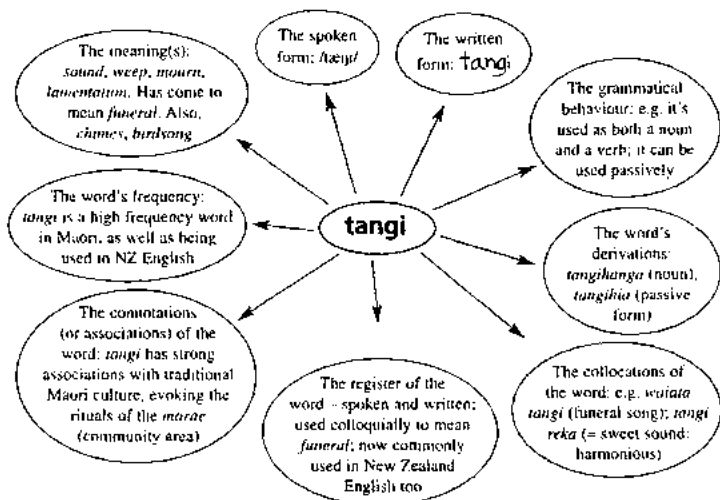 The meaning(s):
sound, weep, mourn,
lamentation. Has come to
mean funeral. Also,
chimes, birdsong
The spoken
form: /tæŋɪ/
The written
form: tangi
The grammatical
behaviour: e.g. it's
used as both a noun
and a verb; it can be
used passively
The word's frequency:
tangi is a high frequency word
in Maori, as well as being
used in NZ English
tangi
The word's
derivations:
tangihanga (noun),
tangihia (passive
form)
The connotations
(or associations) of the
word: tangi has strong
associations with traditional
Maori culture, evoking the
rituals of the marae
(community area)
The register of the
word – spoken and written;
used colloquially to mean
funeral; now commonly
used in New Zealand
English too
The collocations of
the word: e.g. waiata
tangi (funeral song); tangi
reka (= sweet sound:
harmonious)